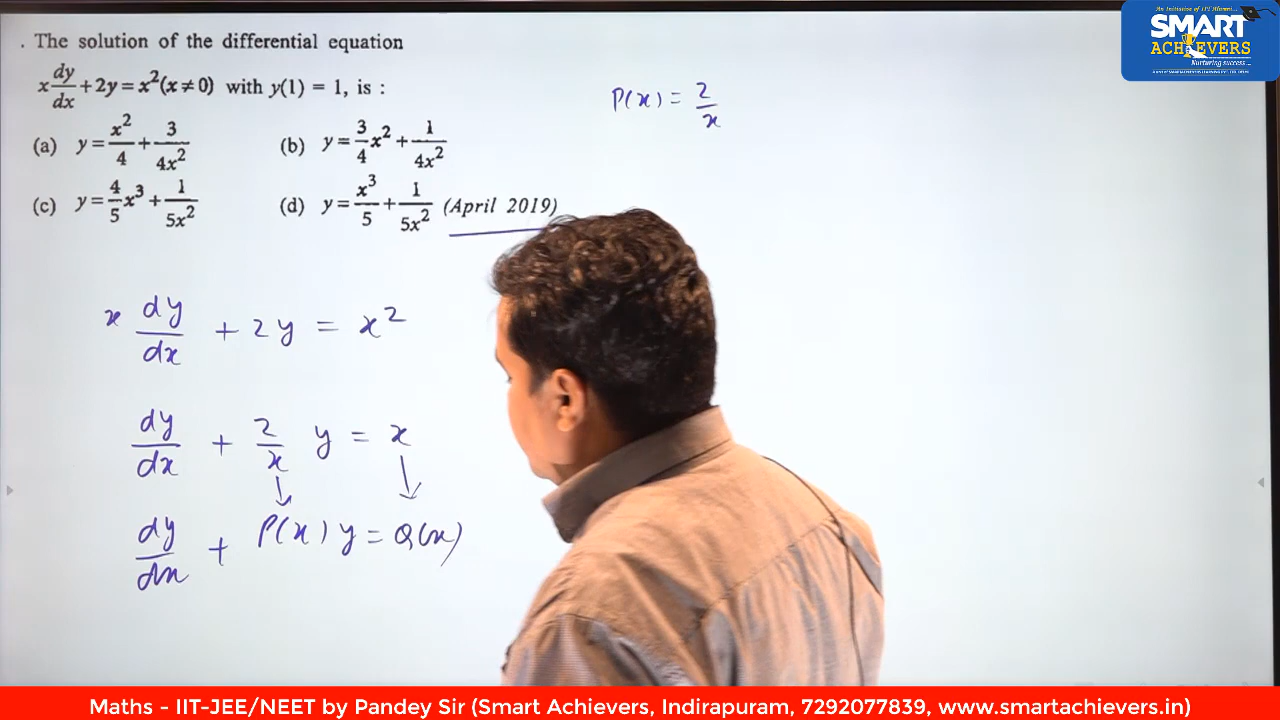 . The solution of the differential equation
x dy/dx + 2y = x²(x ≠ 0) with y(1) = 1, is :
(a) y = x²/4 + 3/4x² (b) y = 3/4 x² + 1/4x²
(c) y = 4/5 x³ + 1/5x² (d) y = x³/5 + 1/5x² (April 2019)
P(x) = 2/x
x dy/dx + 2y = x²
dy/dx + 2/x y = x
↓ ↓
dy/dx + P(x) y = Q(x)
An Initiative of IIT Alumni...
SMART
ACHIEVERS
Nurturing success...
Maths - IIT-JEE/NEET by Pandey Sir (Smart Achievers, Indirapuram, 7292077839, www.smartachievers.in)